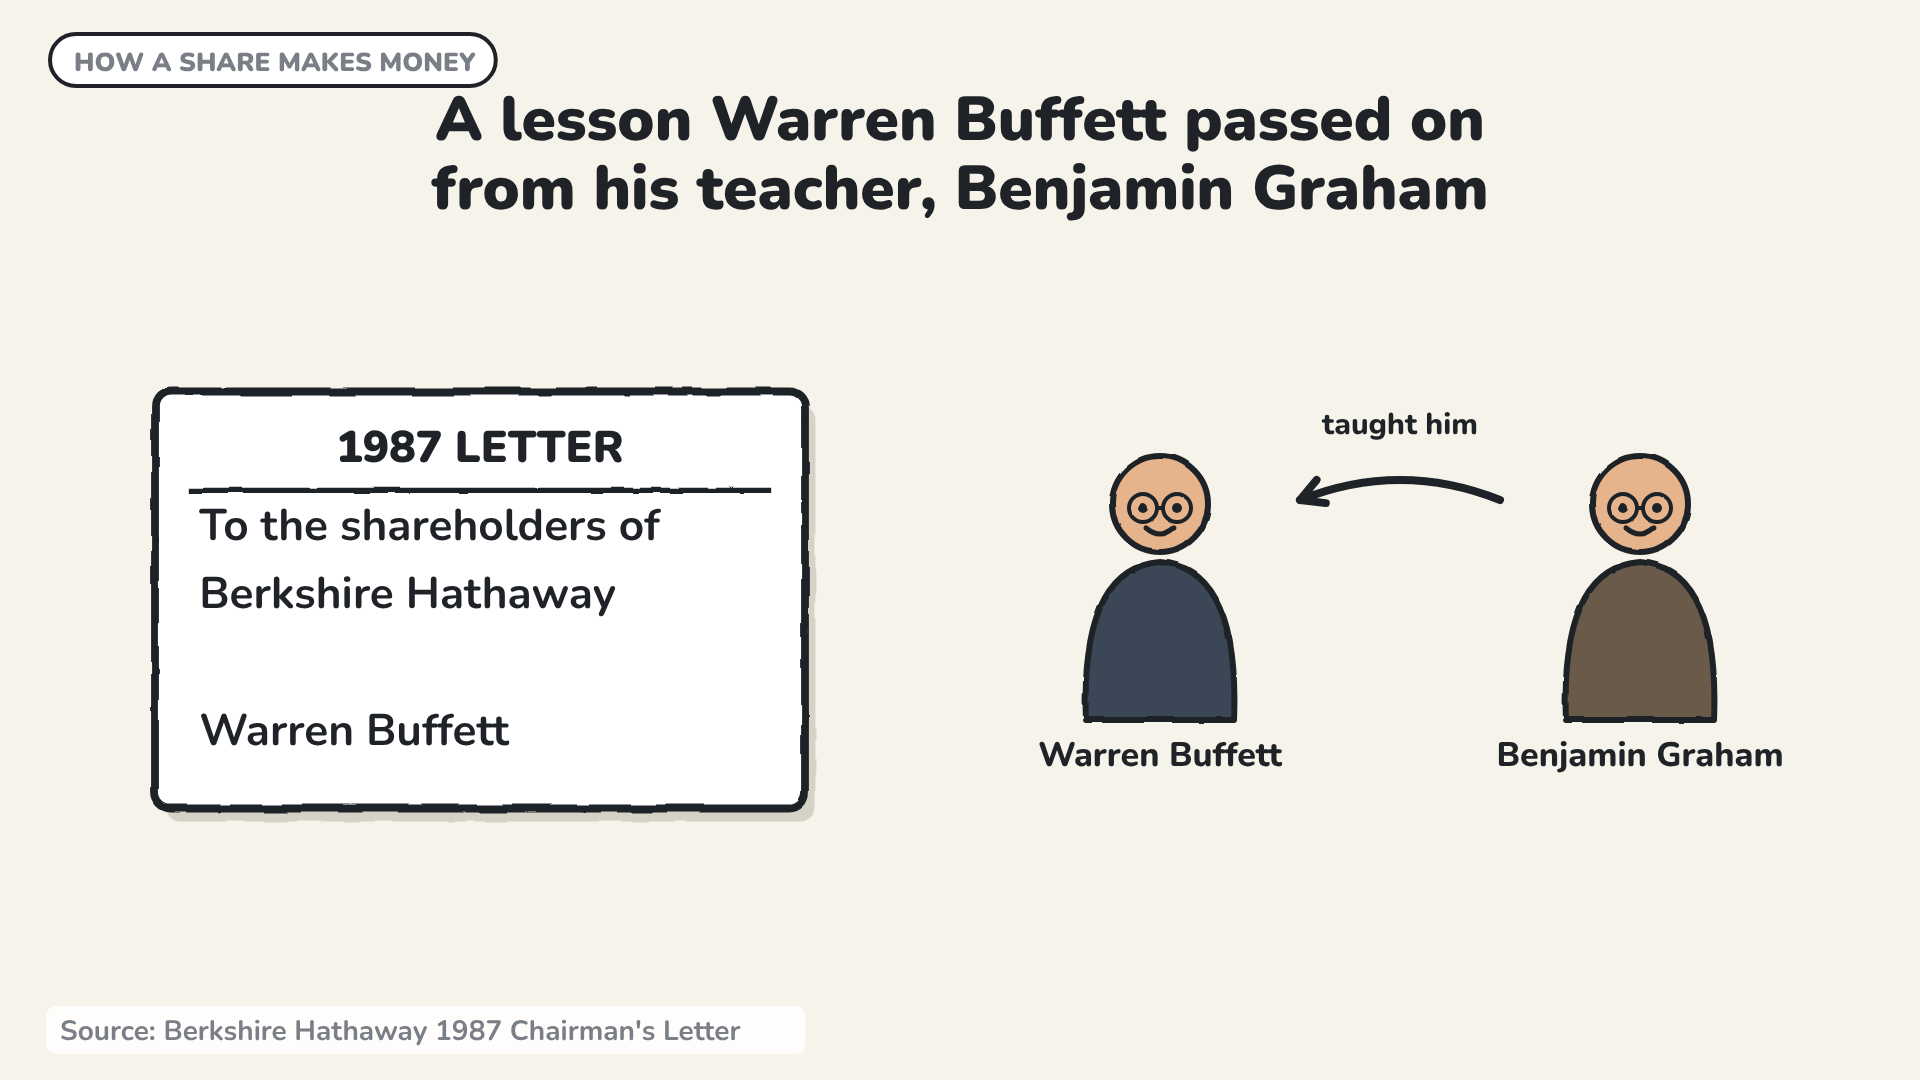 HOW A SHARE MAKES MONEY
A lesson Warren Buffett passed on
from his teacher, Benjamin Graham
1987 LETTER
To the shareholders of
Berkshire Hathaway
Warren Buffett
taught him
Warren Buffett
Benjamin Graham
Source: Berkshire Hathaway 1987 Chairman's Letter